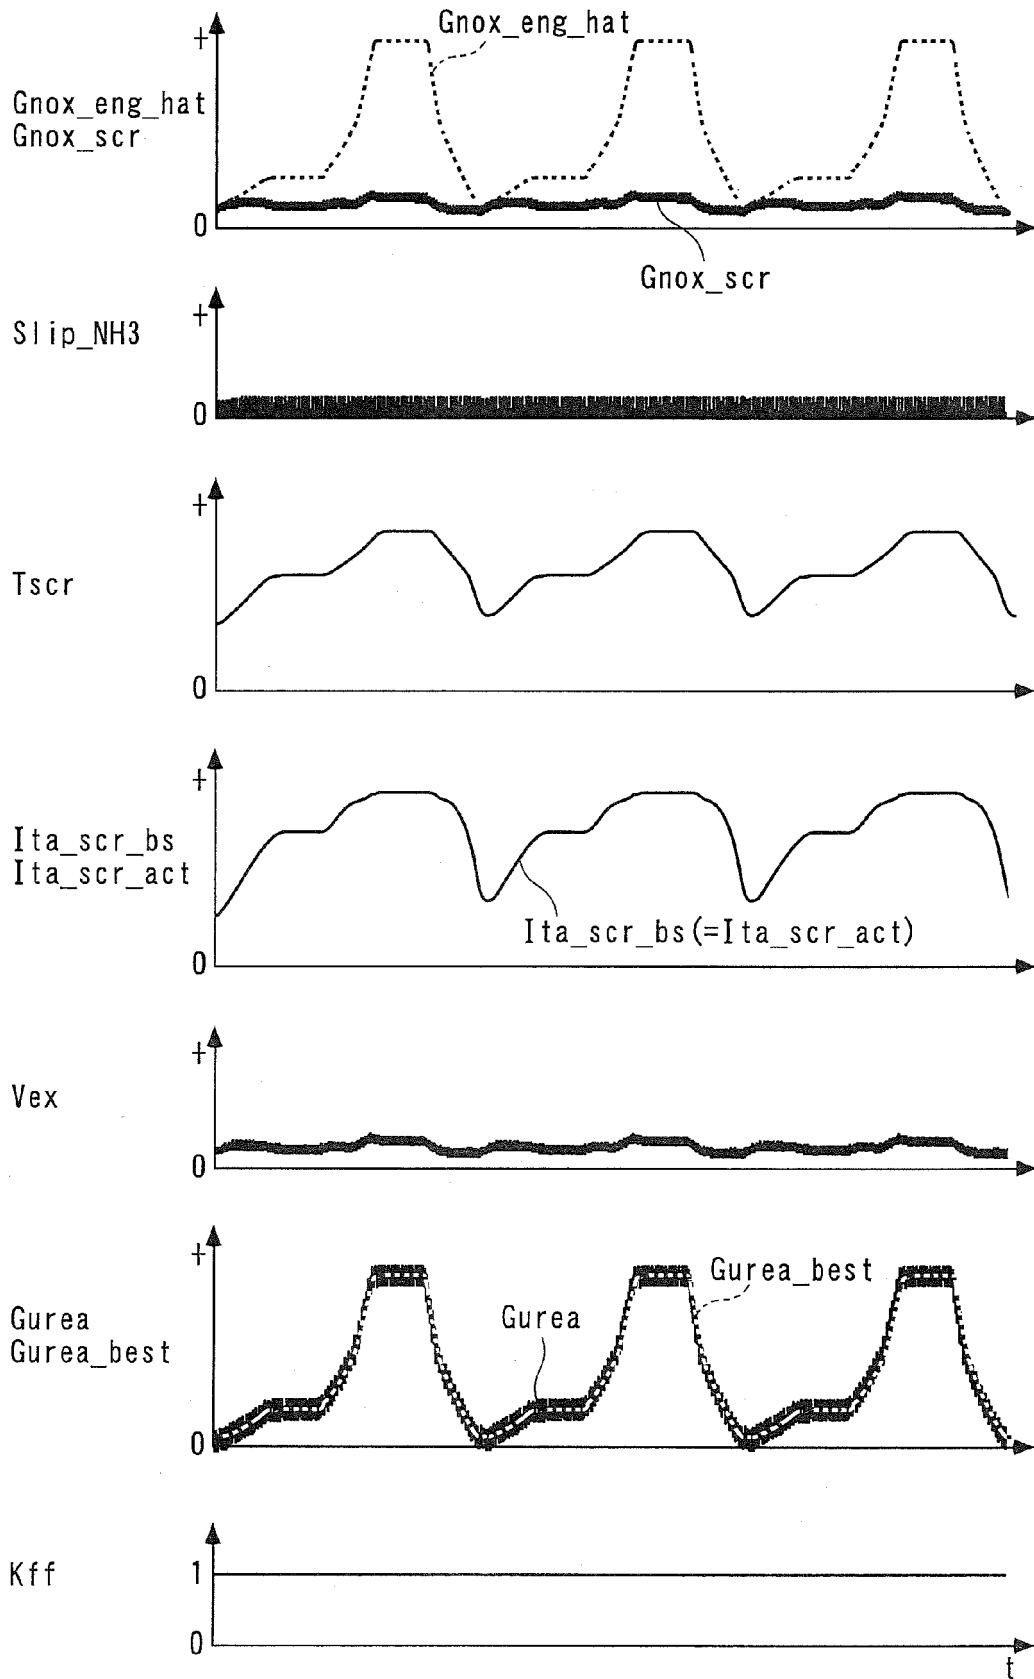 Gnox_eng_hat
+
Gnox_eng_hat
Gnox_scr
0
Gnox_scr
+
Slip_NH3
0
+
Tscr
0
+
Ita_scr_bs
Ita_scr_act
Ita_scr_bs(=Ita_scr_act)
0
+
Vex
0
+
Gurea_best
Gurea
Gurea
Gurea_best
0
Kff
1
0
t